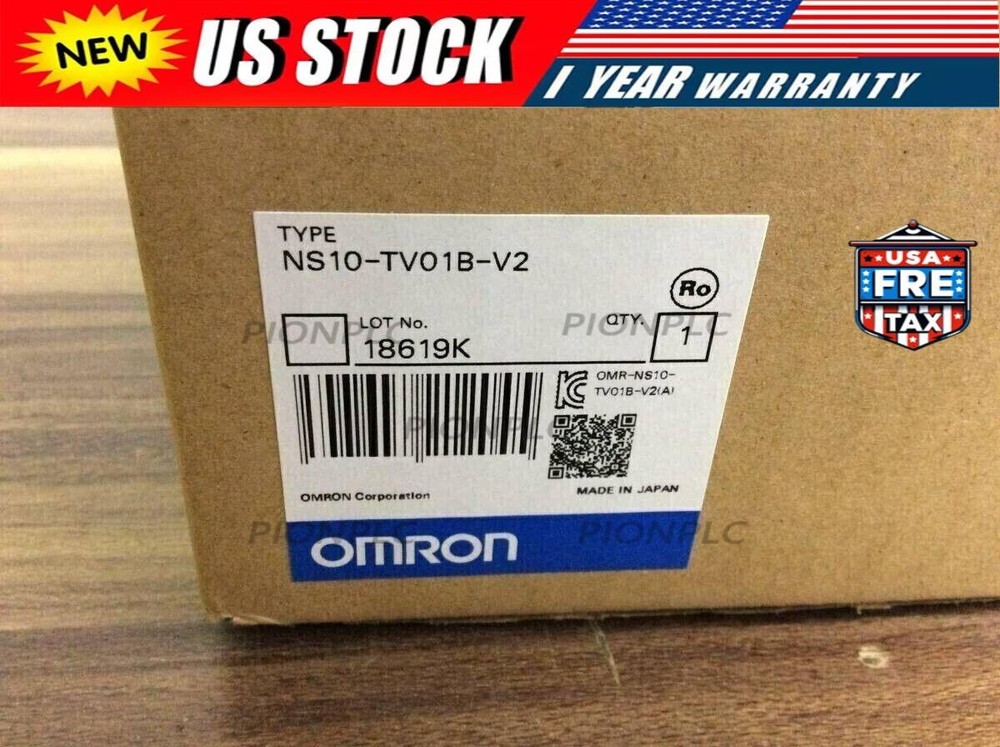 NEW
US STOCK
1 YEAR WARRANTY
TYPE
NS10-TV01B-V2
Ro
LOT No.
18619K
QTY.
1
PIONPLC
PIONPLC
OMR-NS10-
TV01B-V2(A)
PIONPLC
OMRON Corporation
MADE IN JAPAN
PIONPLC
PIONPLC
OMRON
USA
FRE
TAX